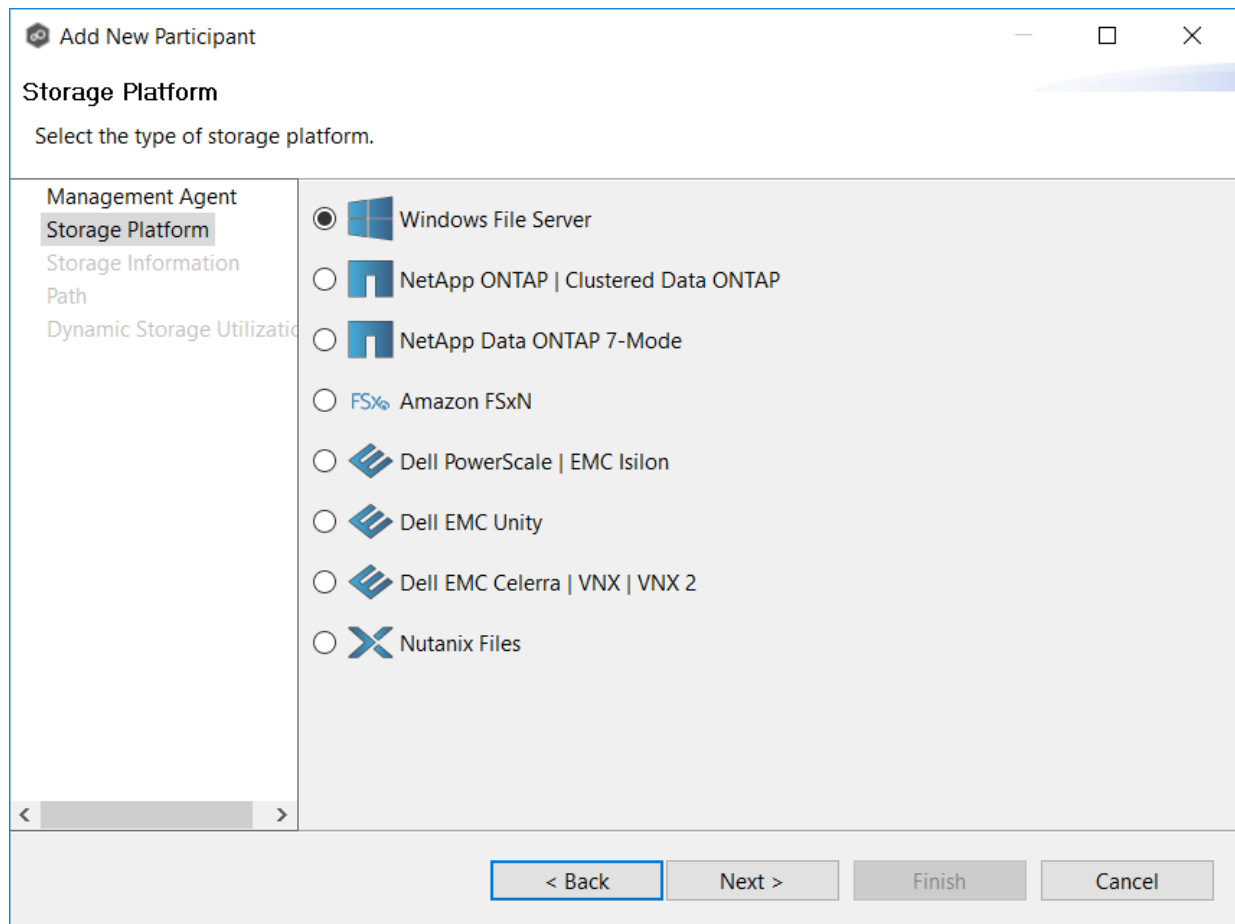 Add New Participant
Storage Platform
Select the type of storage platform.
Management Agent
Storage Platform
Storage Information
Path
Dynamic Storage Utilizatio
Windows File Server
NetApp ONTAP | Clustered Data ONTAP
NetApp Data ONTAP 7-Mode
FSx Amazon FSxN
Dell PowerScale | EMC Isilon
Dell EMC Unity
Dell EMC Celerra | VNX | VNX 2
Nutanix Files
< Back
Next >
Finish
Cancel